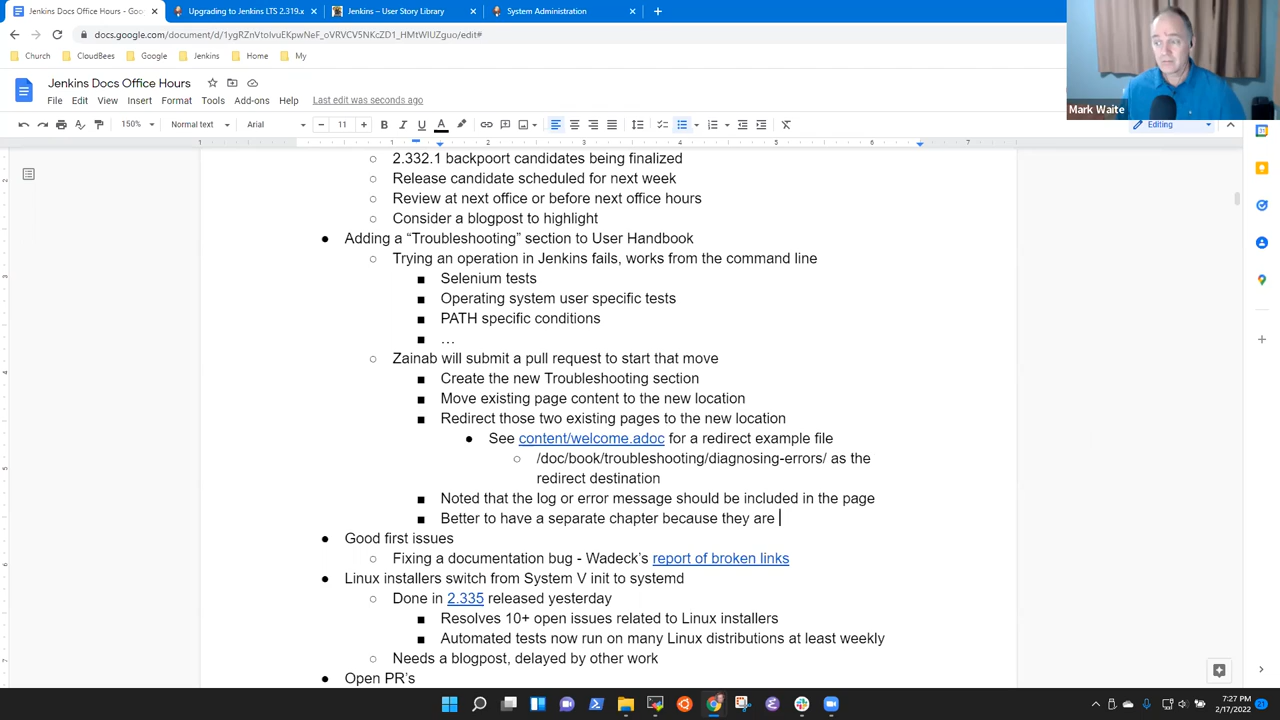 Jenkins Docs Office Hours - Goo
Upgrading to Jenkins LTS 2.319.x
Jenkins – User Story Library
System Administration
docs.google.com/document/d/1ygRZnVtoIvuEKpwNeF_oVRVCV5NKcZD1_HMtWIUZguo/edit#
Church
CloudBees
Google
Jenkins
Home
My
Jenkins Docs Office Hours
File Edit View Insert Format Tools Add-ons Help Last edit was seconds ago
150% Normal text Arial 11 Editing
Mark Waite
2.332.1 backpoort candidates being finalized
Release candidate scheduled for next week
Review at next office or before next office hours
Consider a blogpost to highlight
Adding a “Troubleshooting” section to User Handbook
Trying an operation in Jenkins fails, works from the command line
Selenium tests
Operating system user specific tests
PATH specific conditions
…
Zainab will submit a pull request to start that move
Create the new Troubleshooting section
Move existing page content to the new location
Redirect those two existing pages to the new location
See content/welcome.adoc for a redirect example file
/doc/book/troubleshooting/diagnosing-errors/ as the
redirect destination
Noted that the log or error message should be included in the page
Better to have a separate chapter because they are
Good first issues
Fixing a documentation bug - Wadeck’s report of broken links
Linux installers switch from System V init to systemd
Done in 2.335 released yesterday
Resolves 10+ open issues related to Linux installers
Automated tests now run on many Linux distributions at least weekly
Needs a blogpost, delayed by other work
Open PR’s
7:27 PM
2/17/2022